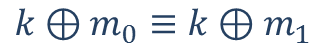 k ⊕ m₀ ≡ k ⊕ m₁